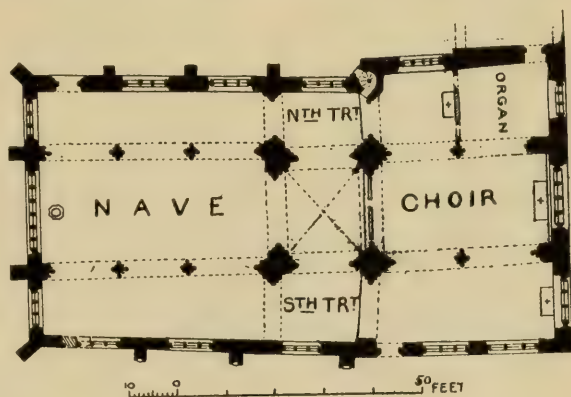 NTH TRT
ORGAN
NAVE
CHOIR
STH TRT
10 0 50 FEET